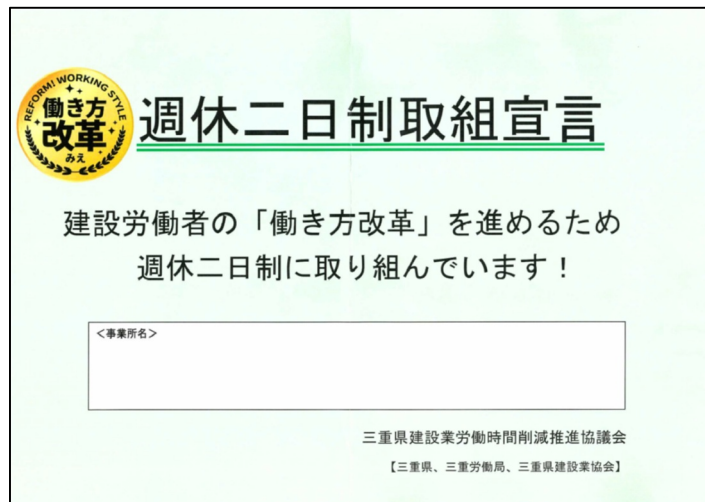 REFORM! WORKING STYLE
働き方
改革
みえ
週休二日制取組宣言
建設労働者の「働き方改革」を進めるため
週休二日制に取り組んでいます！
＜事業所名＞
三重県建設業労働時間削減推進協議会
【三重県、三重労働局、三重県建設業協会】